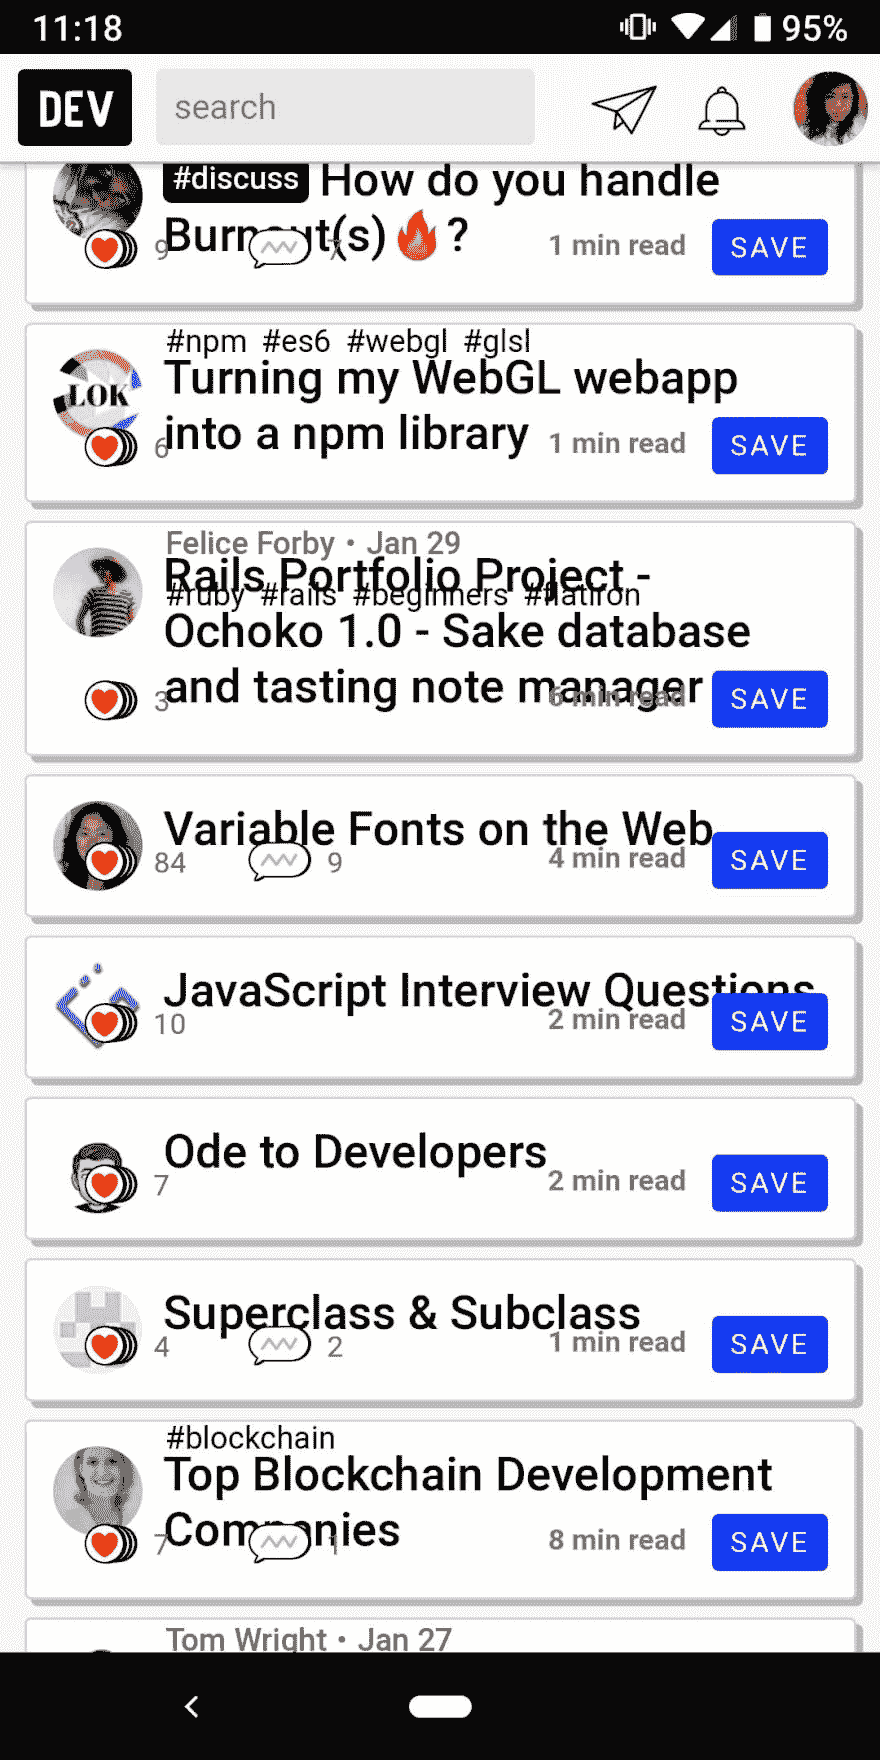 11:18
95%
DEV
search
#discuss How do you handle
Burnout(s)🔥?
9
7
1 min read
SAVE
#npm #es6 #webgl #glsl
Turning my WebGL webapp
into a npm library
6
1 min read
SAVE
Felice Forby • Jan 29
Rails Portfolio Project -
#ruby #rails #beginners #flatiron
Ochoko 1.0 - Sake database
and tasting note manager
3
6 min read
SAVE
Variable Fonts on the Web
84
9
4 min read
SAVE
JavaScript Interview Questions
10
2 min read
SAVE
Ode to Developers
7
2 min read
SAVE
Superclass & Subclass
4
2
1 min read
SAVE
#blockchain
Top Blockchain Development
Companies
7
1
8 min read
SAVE
Tom Wright • Jan 27
LOK